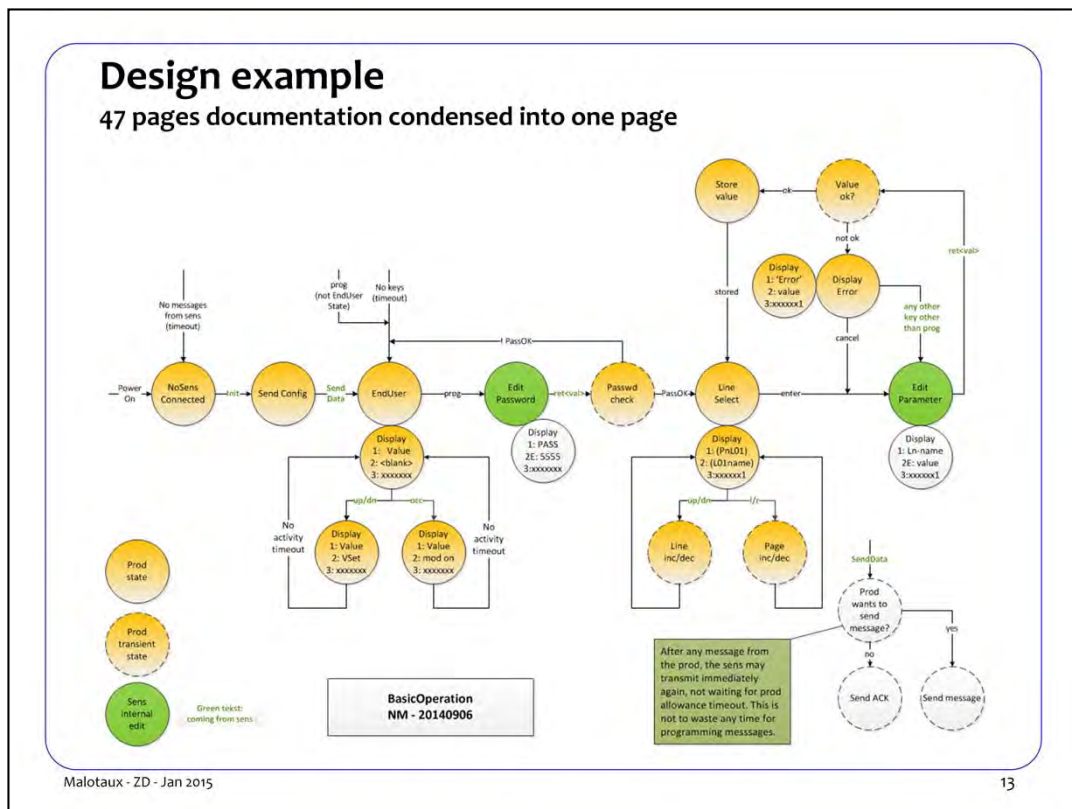 Design example
47 pages documentation condensed into one page
Store
value
ok
Value
ok?
not ok
ret<val>
Display
1: 'Error'
2: value
3:xxxxxx1
Display
Error
any other
key other
than prog
cancel
stored
No messages
from sens
(timeout)
prog
(not EndUser
State)
No keys
(timeout)
! PassOK
Power
On
NoSens
Connected
Init
Send Config
Send
Data
EndUser
prog
Edit
Password
ret<val>
Passwd
check
PassOK
Line
Select
enter
Edit
Parameter
Display
1: Value
2: <blank>
3: xxxxxxx
Display
1: PASS
2E: 5555
3:xxxxxxx
Display
1: (PnL01)
2: (L01name)
3:xxxxxx1
Display
1: Ln-name
2E: value
3:xxxxxx1
up/dn
occ
No
activity
timeout
No
activity
timeout
Display
1: Value
2: VSet
3: xxxxxxx
Display
1: Value
2: mod on
3: xxxxxxx
up/dn
l/r
Line
inc/dec
Page
inc/dec
SendData
Prod
wants to
send
message?
yes
no
Send ACK
Send message
Prod
state
Prod
transient
state
Sens
internal
edit
Green tekst:
coming from sens
BasicOperation
NM - 20140906
After any message from
the prod, the sens may
transmit immediately
again, not waiting for prod
allowance timeout. This is
not to waste any time for
programming messsages.
Malotaux - ZD - Jan 2015
13